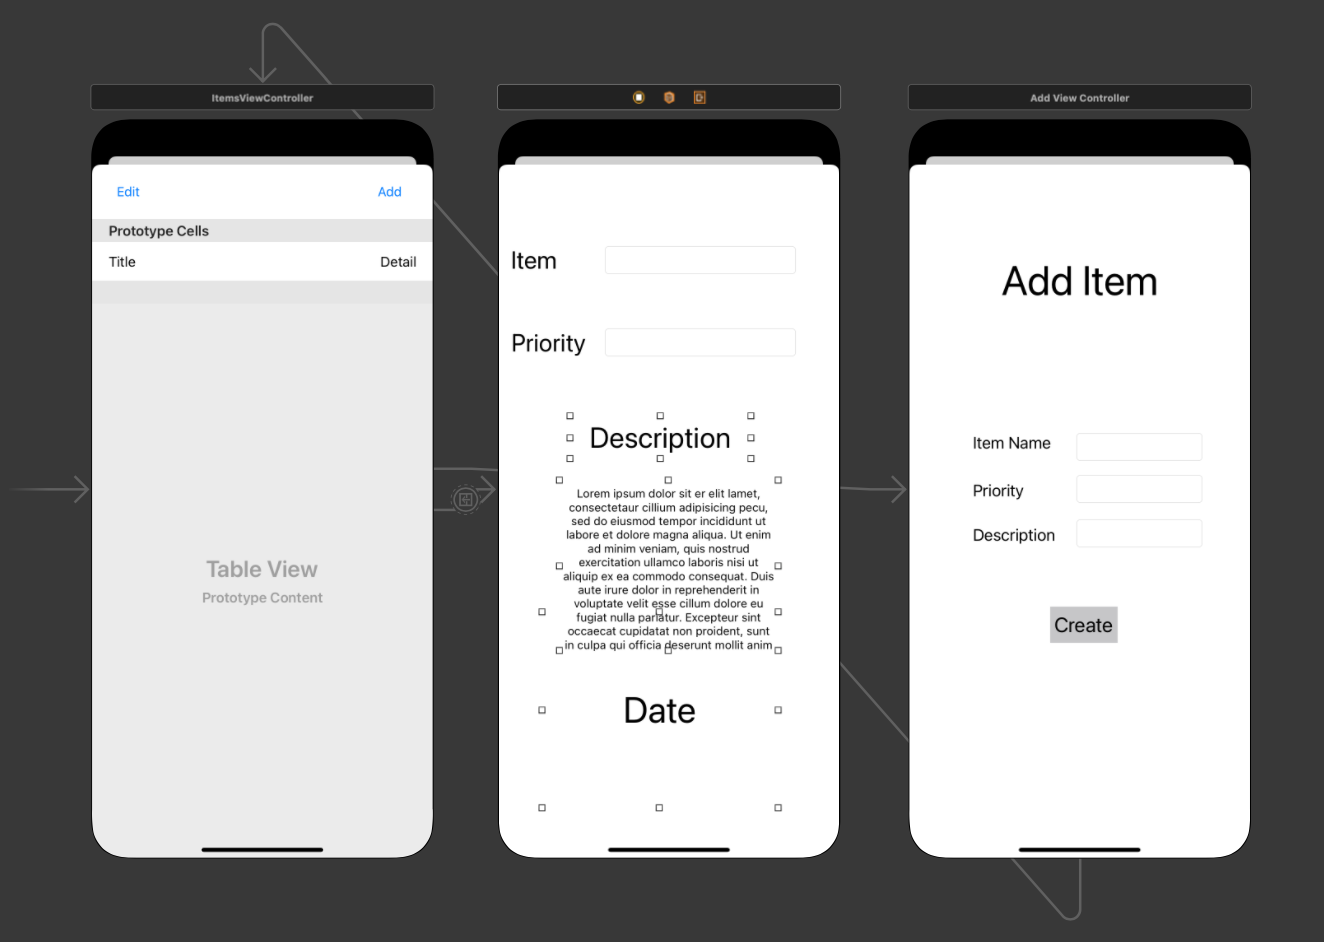 ItemsViewController
Edit
Add
Prototype Cells
Title
Detail
Table View
Prototype Content
Item
Priority
Description
Lorem ipsum dolor sit er elit lamet,
consectetaur cillium adipisicing pecu,
sed do eiusmod tempor incididunt ut
labore et dolore magna aliqua. Ut enim
ad minim veniam, quis nostrud
exercitation ullamco laboris nisi ut
aliquip ex ea commodo consequat. Duis
aute irure dolor in reprehenderit in
voluptate velit esse cillum dolore eu
fugiat nulla pariatur. Excepteur sint
occaecat cupidatat non proident, sunt
in culpa qui officia deserunt mollit anim
Date
Add View Controller
Add Item
Item Name
Priority
Description
Create